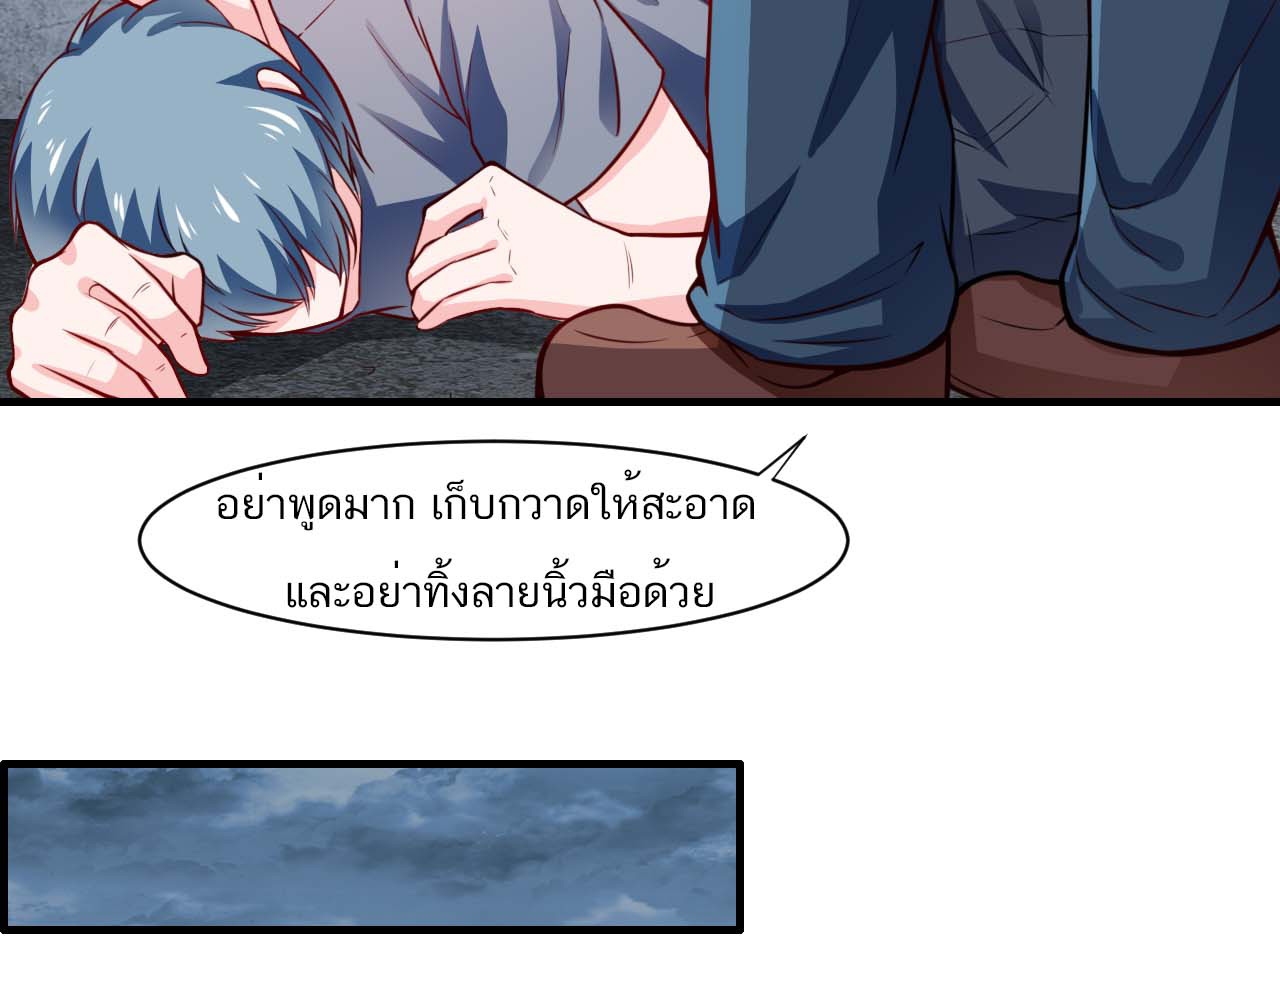 อย่าพูดมาก เก็บกวาดให้สะอาด
และอย่าทิ้งลายนิ้วมือด้วย